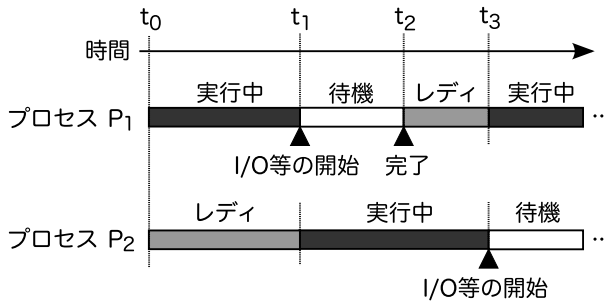 t0 t1 t2 t3
時間
実行中 待機 レディ 実行中
プロセス P1 ‥
I/O等の開始 完了
レディ 実行中 待機
プロセス P2 ‥
I/O等の開始